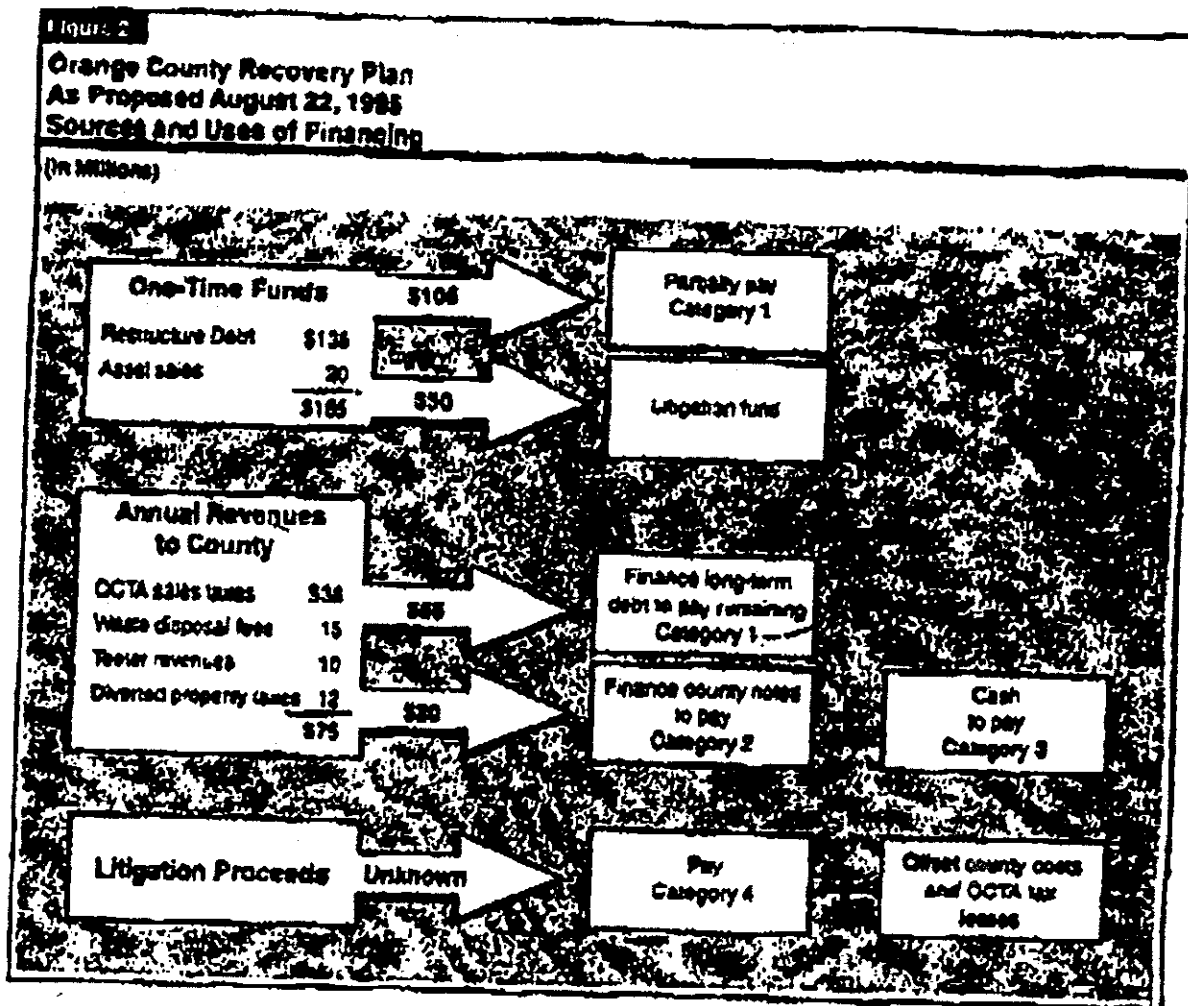 Figure 2
Orange County Recovery Plan
As Proposed August 22, 1995
Sources and Uses of Financing
(In Millions)
One-Time Funds
Restructure Debt $135
Asset sales 20
$155
$105
$50
Partially pay
Category 1
Litigation fund
Annual Revenues
to County
OCTA sales taxes $38
Waste disposal fees 15
Teeter revenues 10
Diverted property taxes 12
$75
$55
$20
Finance long-term
debt to pay remaining
Category 1
Finance county notes
to pay
Category 2
Cash
to pay
Category 3
Litigation Proceeds
Unknown
Pay
Category 4
Offset county costs
and OCTA tax
losses